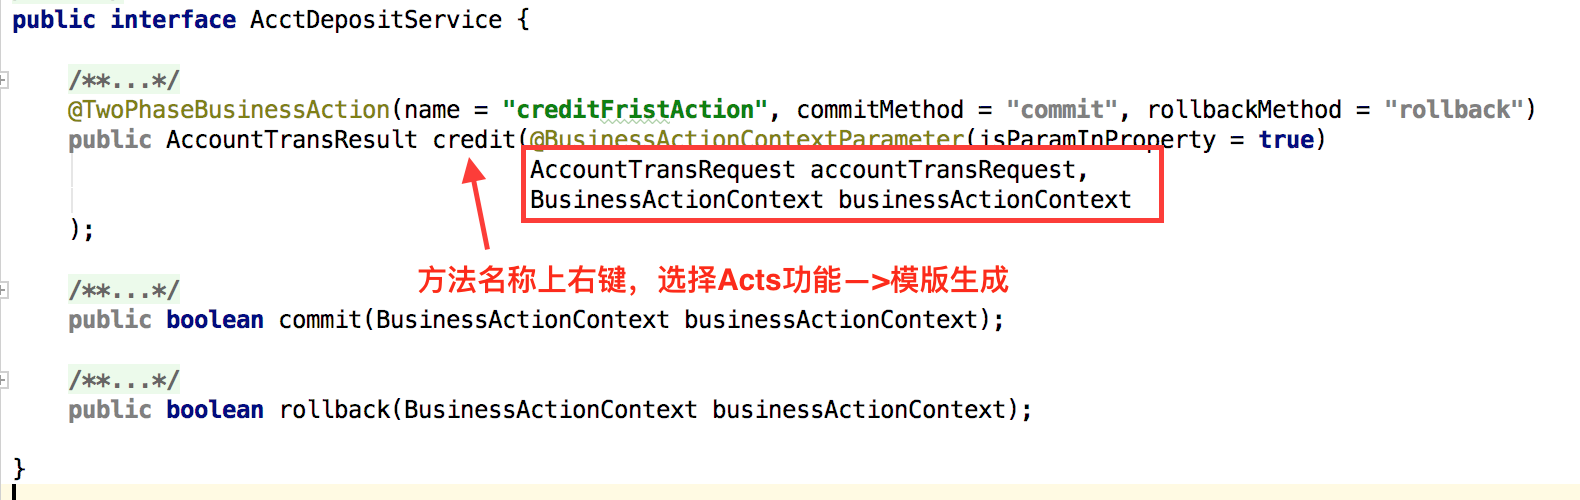 public interface AcctDepositService {
/**...*/
@TwoPhaseBusinessAction(name = "creditFristAction", commitMethod = "commit", rollbackMethod = "rollback")
public AccountTransResult credit(@BusinessActionContextParameter(isParamInProperty = true)
AccountTransRequest accountTransRequest,
BusinessActionContext businessActionContext
);
方法名称上右键，选择Acts功能—>模版生成
/**...*/
public boolean commit(BusinessActionContext businessActionContext);
/**...*/
public boolean rollback(BusinessActionContext businessActionContext);
}